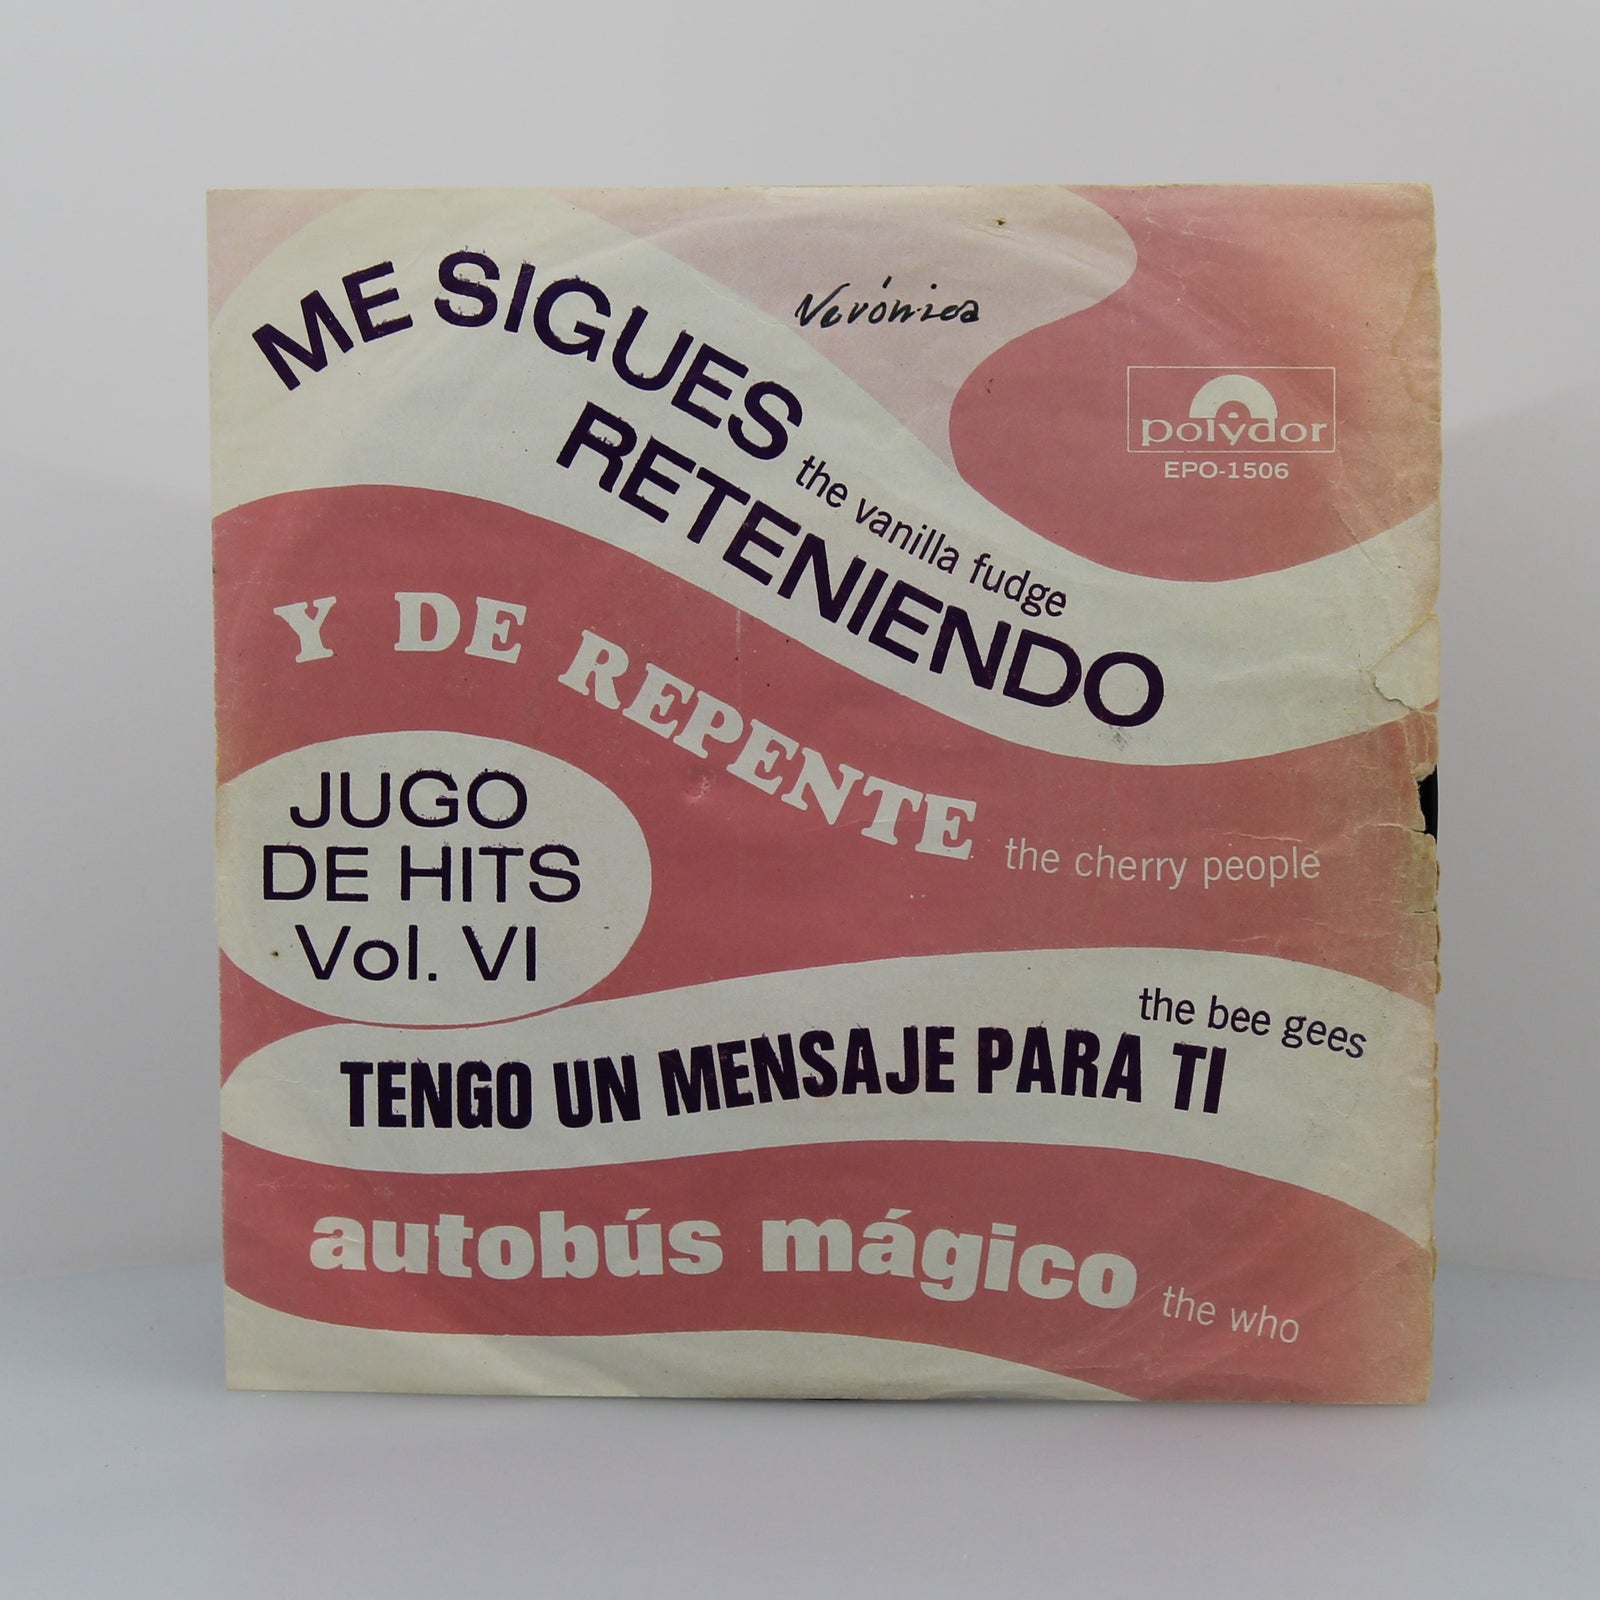 Verónica
polydor
EPO-1506
ME SIGUES
RETENIENDO
the vanilla fudge
Y DE REPENTE
the cherry people
JUGO
DE HITS
Vol. VI
the bee gees
TENGO UN MENSAJE PARA TI
autobús mágico
the who